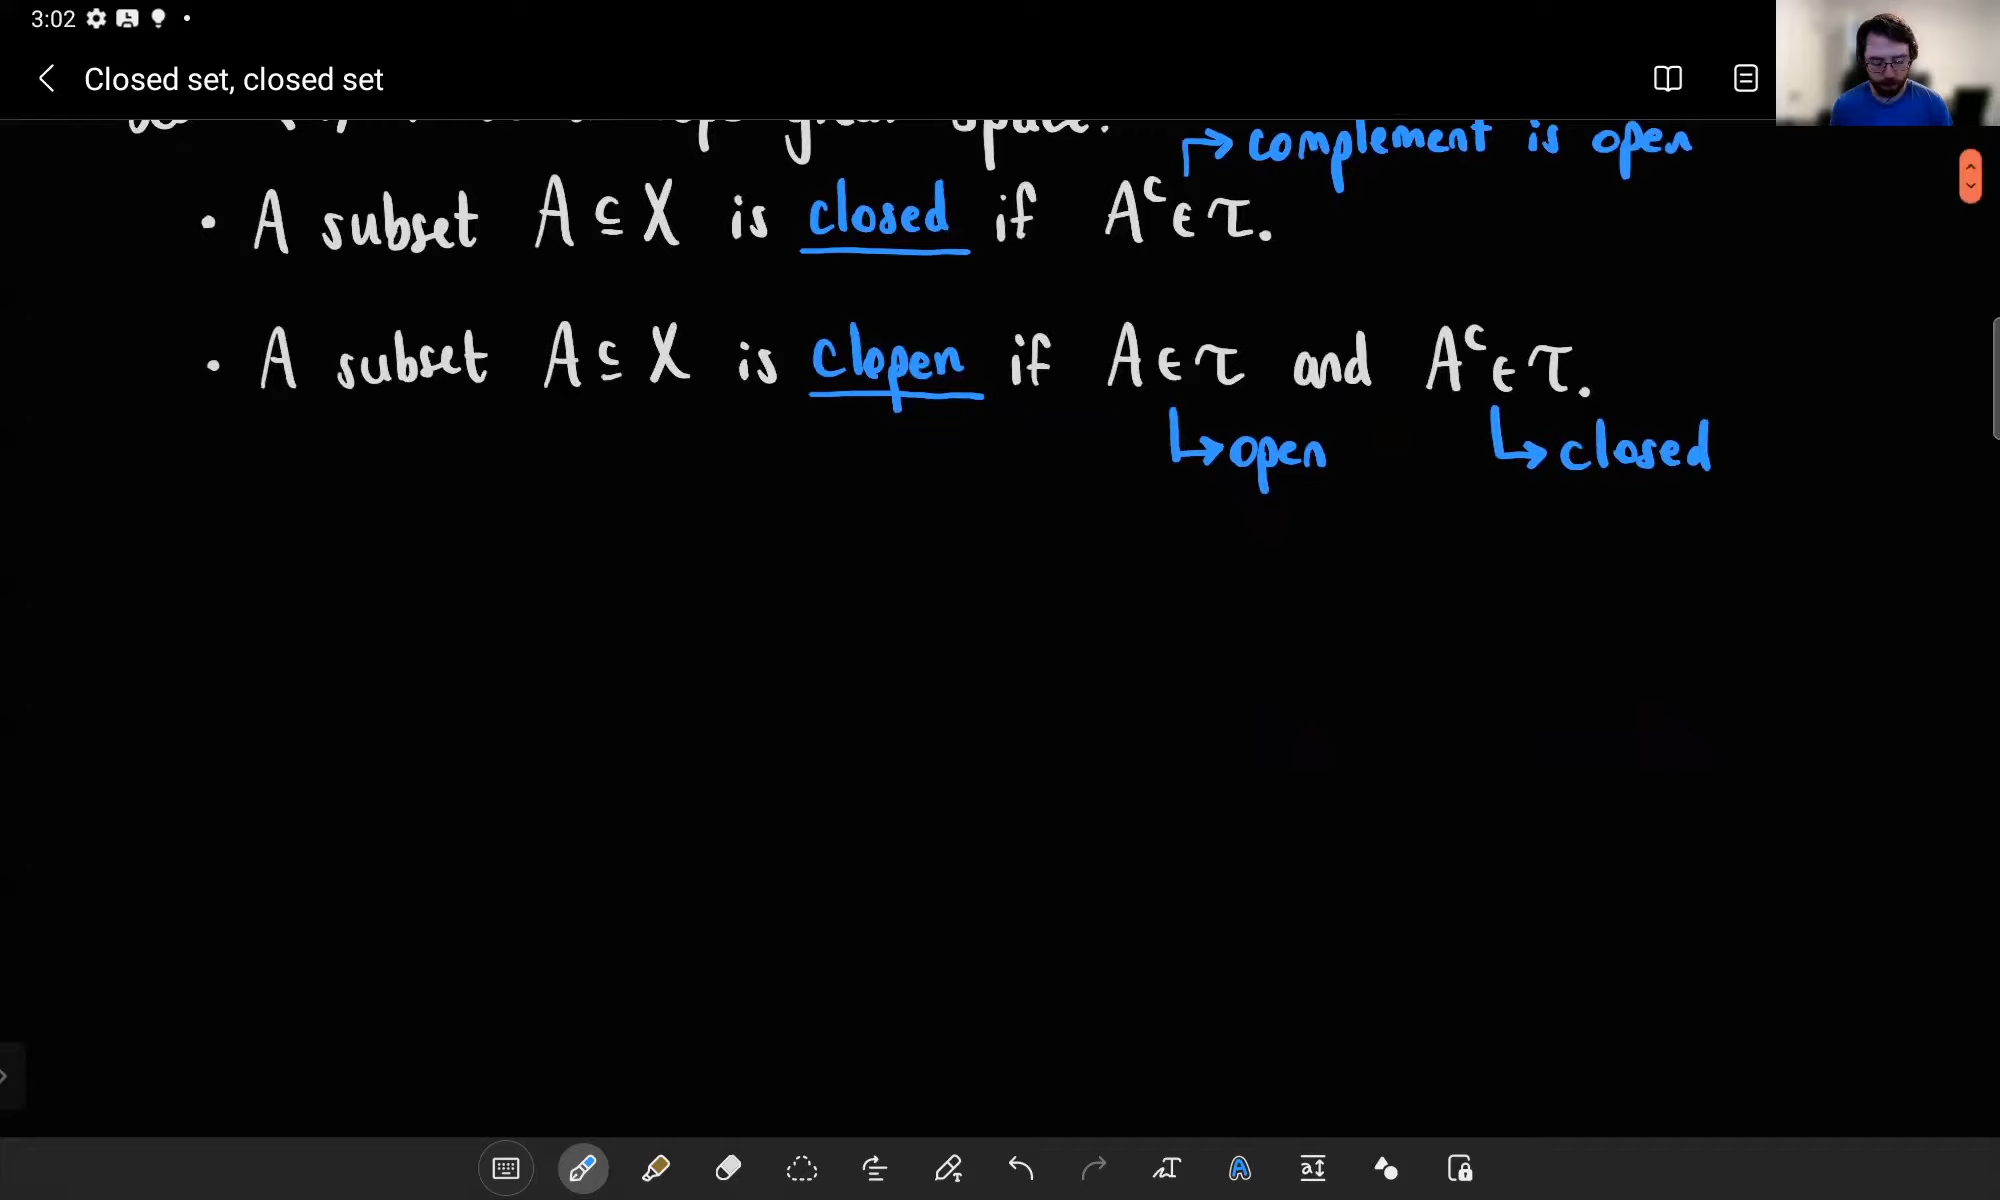 3:02
Closed set, closed set
space.
↱ complement is open
• A subset A ⊆ X is closed if Aᶜ ∈ τ.
• A subset A ⊆ X is clopen if A ∈ τ and Aᶜ ∈ τ.
↳ open ↳ closed